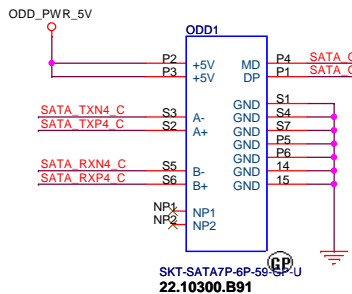 ODD_PWR_5V
ODD1
P2 +5V MD P4
P3 +5V DP P1
SATA_TXN4_C S3 A-
SATA_TXP4_C S2 A+
SATA_RXN4_C S5 B-
SATA_RXP4_C S6 B+
GND S1
GND S4
GND S7
GND P5
GND P6
GND 14
GND 15
NP1 NP1
NP2 NP2
GP
SKT-SATA7P-6P-59-GP-U
22.10300.B91